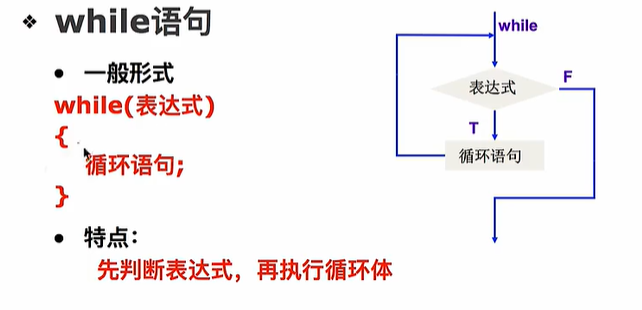 ❖ while语句
• 一般形式
while(表达式)
{
循环语句;
}
• 特点:
先判断表达式，再执行循环体
while
表达式
F
T
循环语句